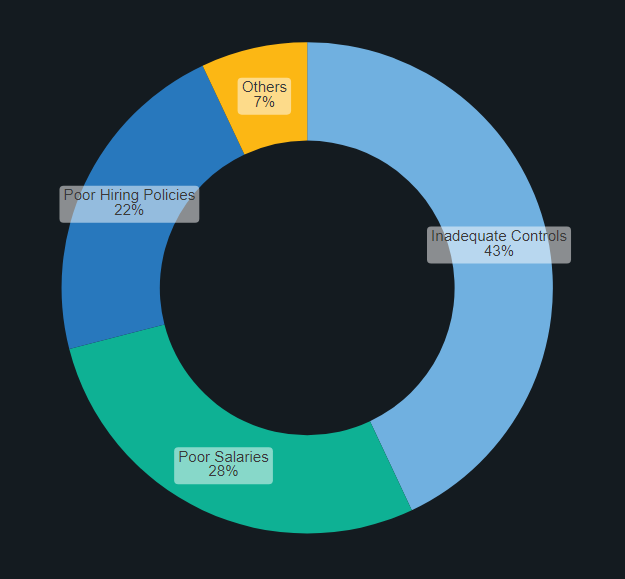 Others
7%
Poor Hiring Policies
22%
Inadequate Controls
43%
Poor Salaries
28%